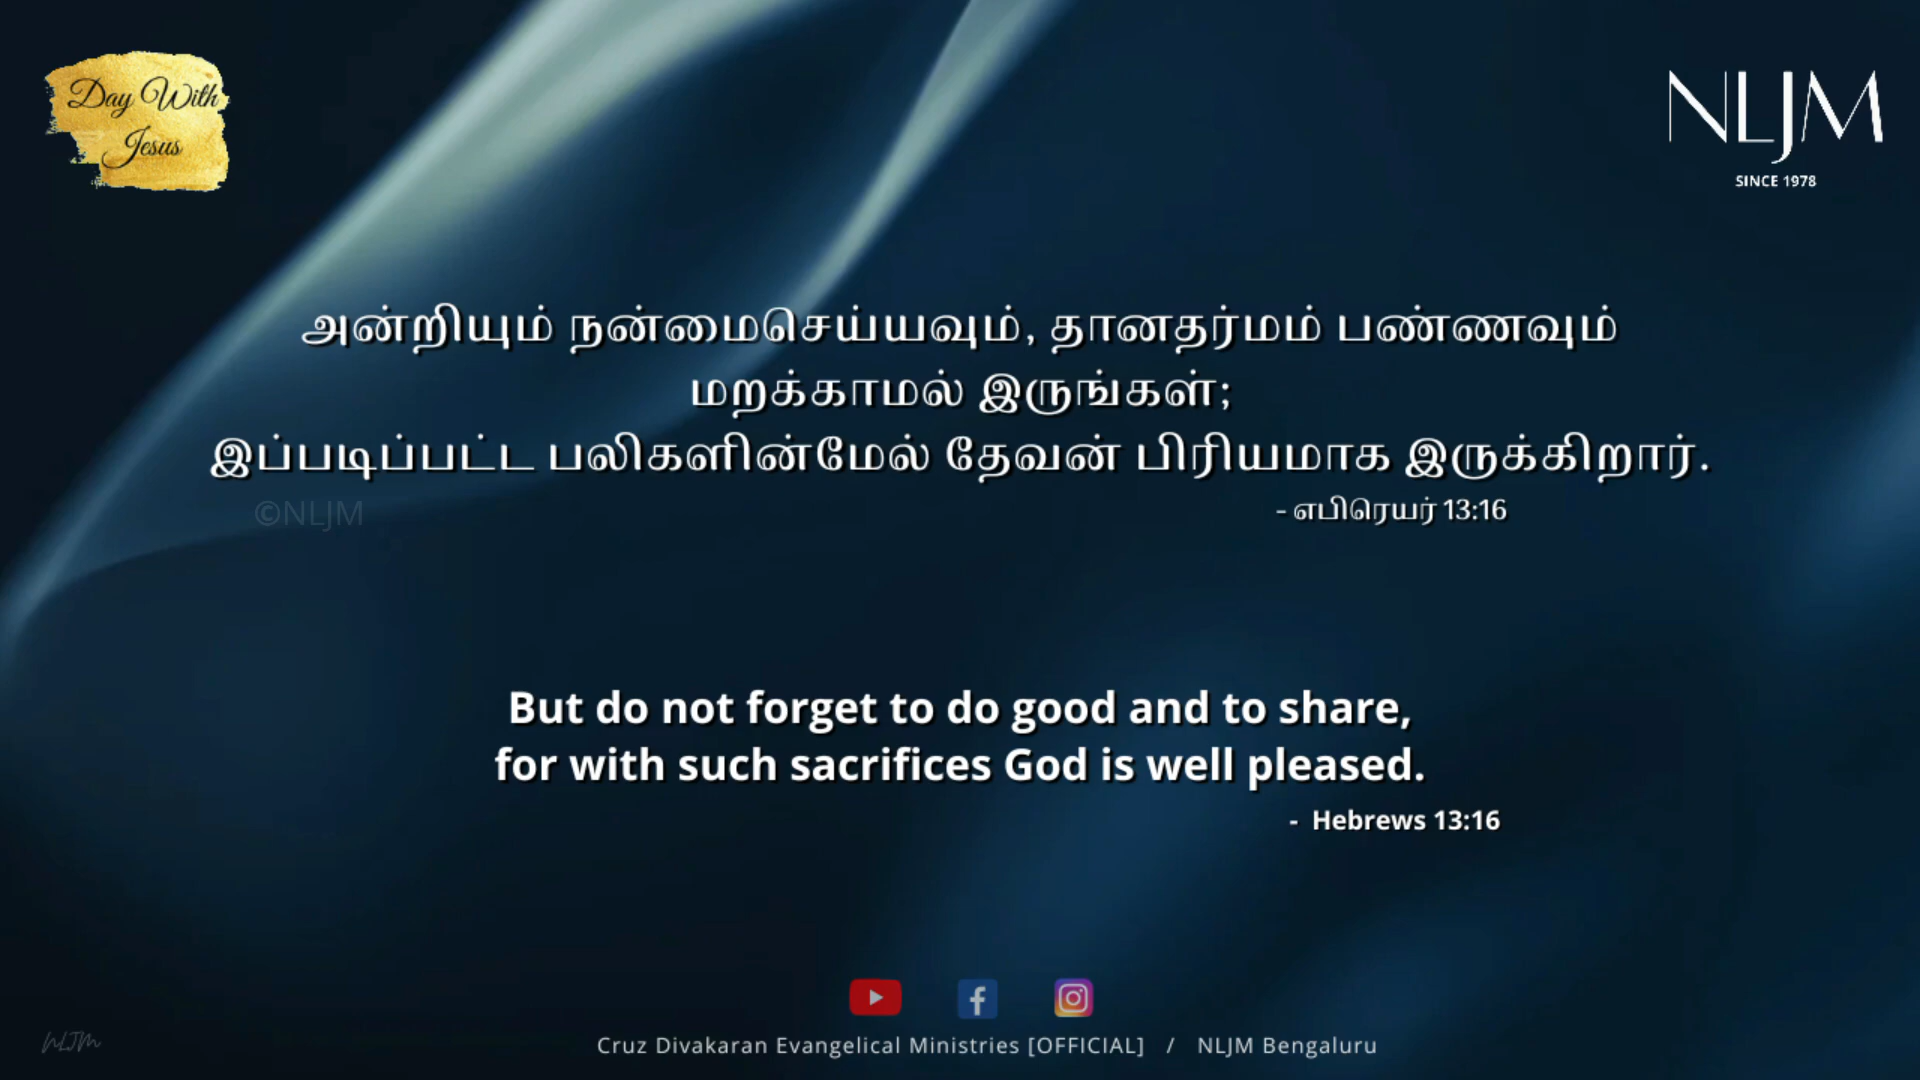 Day With
Jesus
NLJM
SINCE 1978
அன்றியும் நன்மைசெய்யவும், தானதர்மம் பண்ணவும்
மறக்காமல் இருங்கள்;
இப்படிப்பட்ட பலிகளின்மேல் தேவன் பிரியமாக இருக்கிறார்.
- எபிரெயர் 13:16
©NLJM
But do not forget to do good and to share,
for with such sacrifices God is well pleased.
- Hebrews 13:16
Cruz Divakaran Evangelical Ministries [OFFICIAL] / NLJM Bengaluru
NLJM